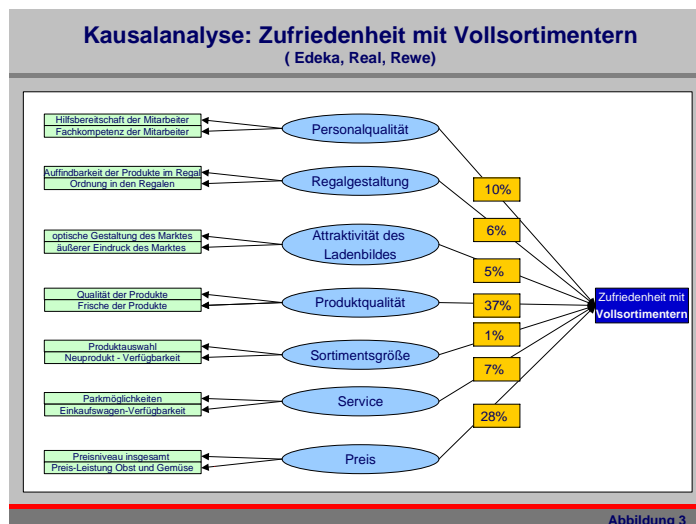 Kausalanalyse: Zufriedenheit mit Vollsortimentern
( Edeka, Real, Rewe)
Hilfsbereitschaft der Mitarbeiter
Fachkompetenz der Mitarbeiter
Personalqualität
Auffindbarkeit der Produkte im Regal
Ordnung in den Regalen
Regalgestaltung
optische Gestaltung des Marktes
äußerer Eindruck des Marktes
Attraktivität des
Ladenbildes
Qualität der Produkte
Frische der Produkte
Produktqualität
Produktauswahl
Neuprodukt - Verfügbarkeit
Sortimentsgröße
Parkmöglichkeiten
Einkaufswagen-Verfügbarkeit
Service
Preisniveau insgesamt
Preis-Leistung Obst und Gemüse
Preis
10%
6%
5%
37%
1%
7%
28%
Zufriedenheit mit
Vollsortimentern
Abbildung 3